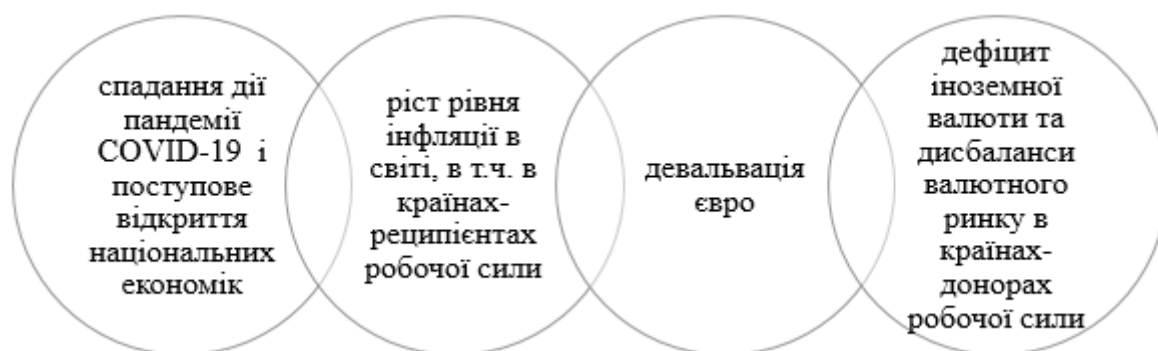 спадання дії
пандемії
COVID-19 і
поступове
відкриття
національних
економік
ріст рівня
інфляції в
світі, в т.ч. в
країнах-
реципієнтах
робочої сили
девальвація
євро
дефіцит
іноземної
валюти та
дисбаланси
валютного
ринку в
країнах-
донорах
робочої сили